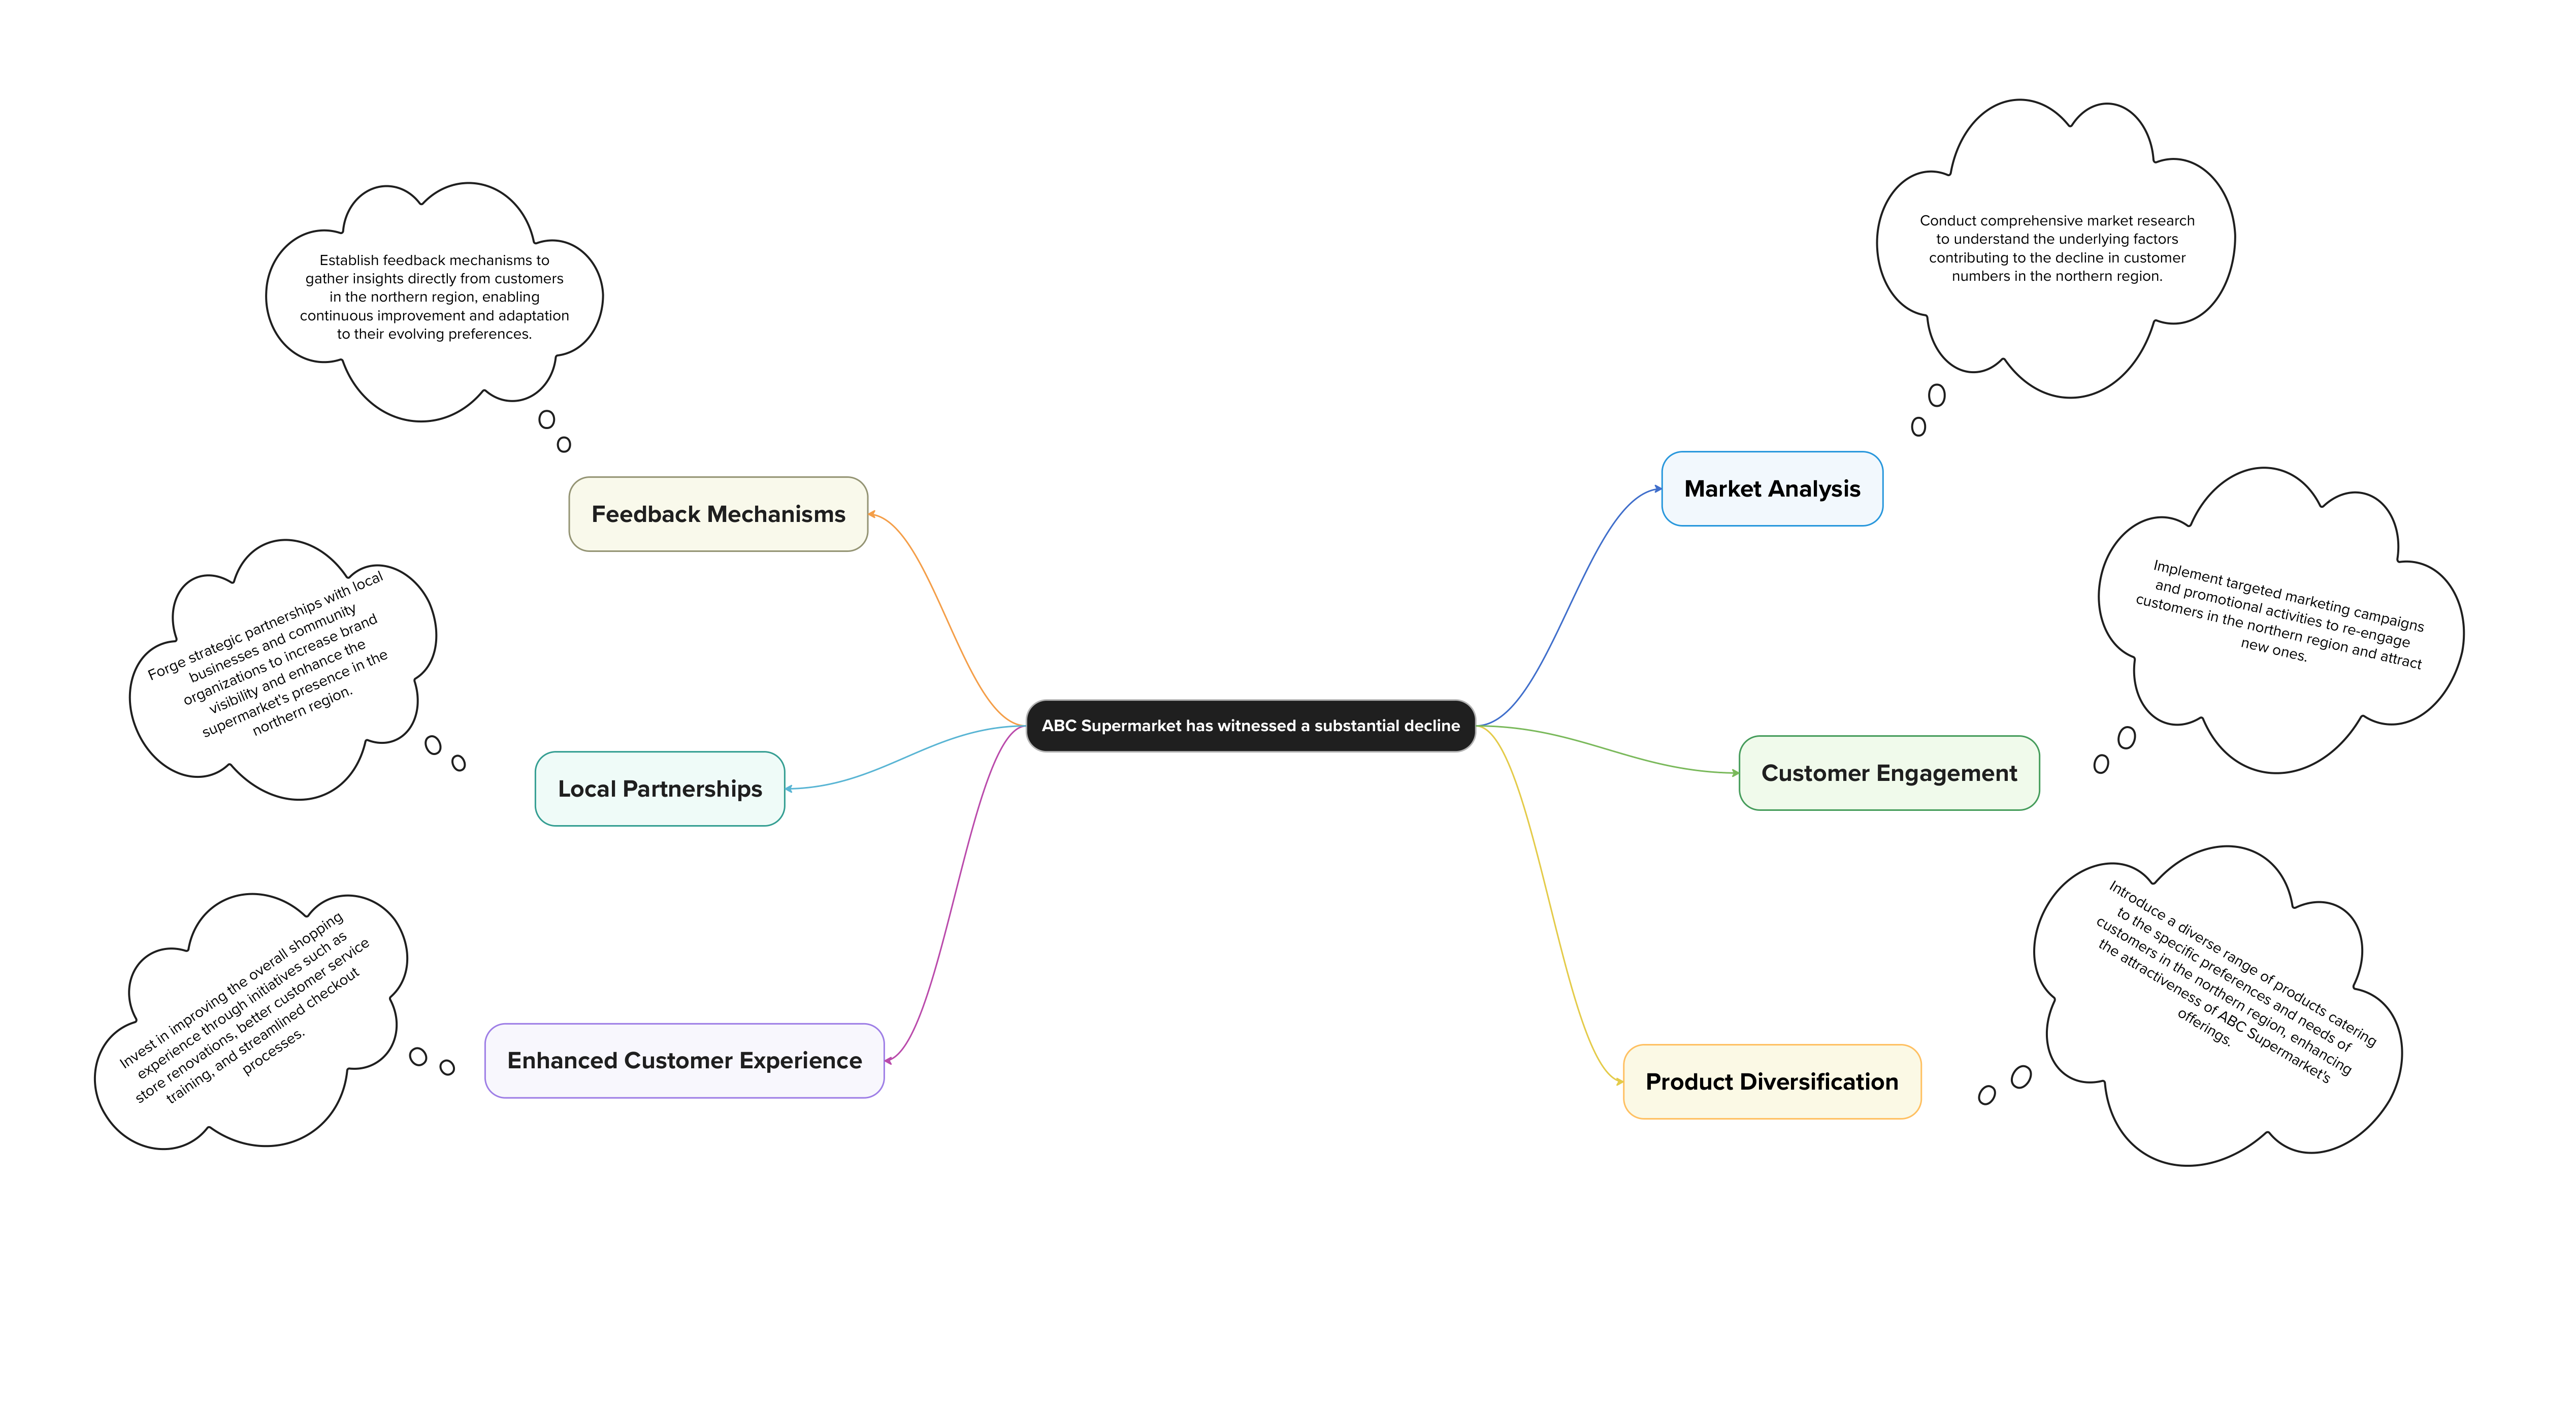 Conduct comprehensive market research
to understand the underlying factors
contributing to the decline in customer
numbers in the northern region.
Establish feedback mechanisms to
gather insights directly from customers
in the northern region, enabling
continuous improvement and adaptation
to their evolving preferences.
Market Analysis
Feedback Mechanisms
Implement targeted marketing campaigns
and promotional activities to re-engage
customers in the northern region and attract
new ones.
Forge strategic partnerships with local
businesses and community
organizations to increase brand
visibility and enhance the
supermarket's presence in the
northern region.
ABC Supermarket has witnessed a substantial decline
Customer Engagement
Local Partnerships
Introduce a diverse range of products catering
to the specific preferences and needs of
customers in the northern region, enhancing
the attractiveness of ABC Supermarket's
offerings.
Invest in improving the overall shopping
experience through initiatives such as
store renovations, better customer service
training, and streamlined checkout
processes.
Enhanced Customer Experience
Product Diversification